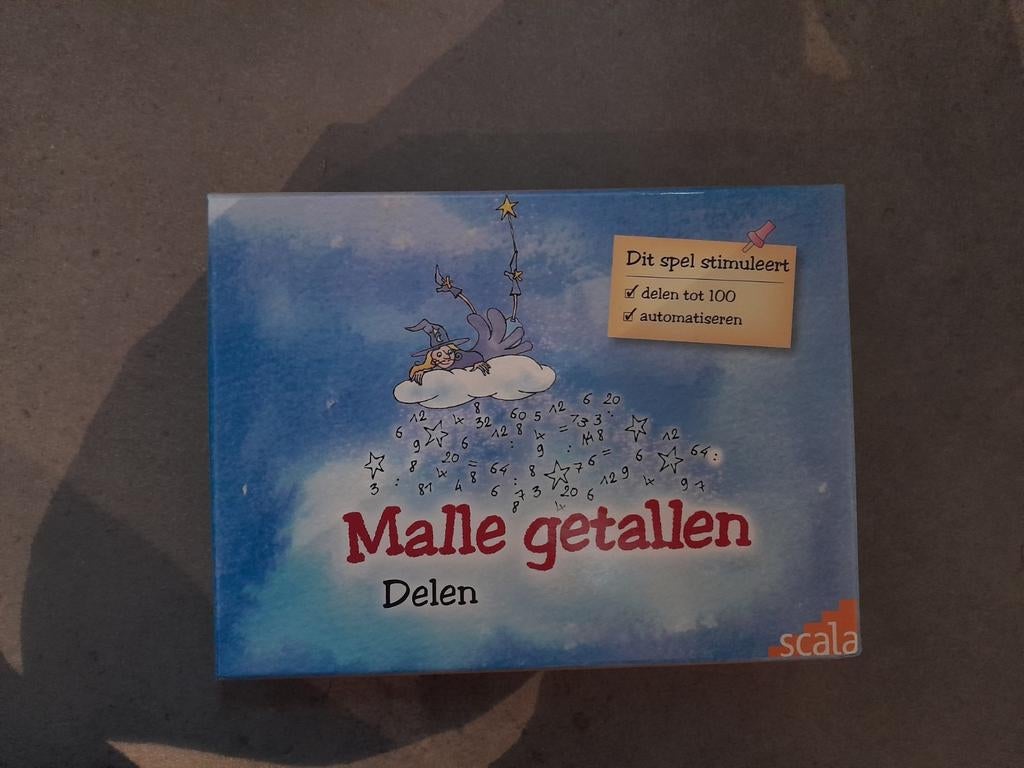 Dit spel stimuleert
delen tot 100
automatiseren
Malle getallen
Delen
scala